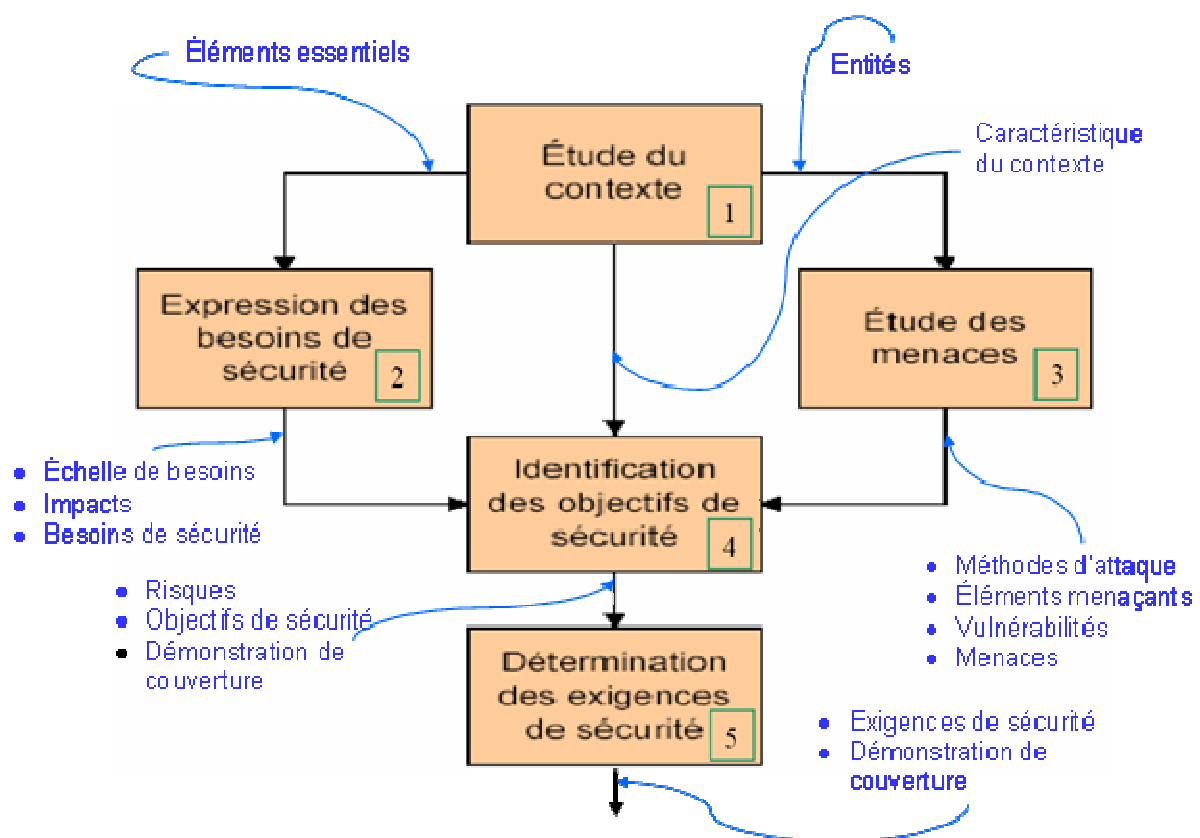 Éléments essentiels
Entités
Étude du
contexte
1
Caractéristique
du contexte
Expression des
besoins de
sécurité
2
Étude des
menaces
3
• Échelle de besoins
• Impacts
• Besoins de sécurité
Identification
des objectifs de
sécurité
4
• Risques
• Objectifs de sécurité
• Démonstration de
couverture
• Méthodes d'attaque
• Éléments menaçants
• Vulnérabilités
• Menaces
Détermination
des exigences
de sécurité
5
• Exigences de sécurité
• Démonstration de
couverture